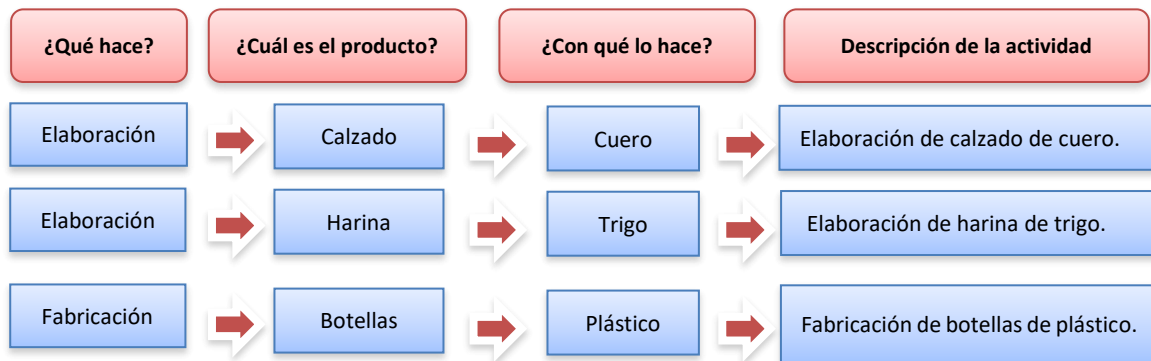 ¿Qué hace?
¿Cuál es el producto?
¿Con qué lo hace?
Descripción de la actividad
Elaboración
Calzado
Cuero
Elaboración de calzado de cuero.
Elaboración
Harina
Trigo
Elaboración de harina de trigo.
Fabricación
Botellas
Plástico
Fabricación de botellas de plástico.